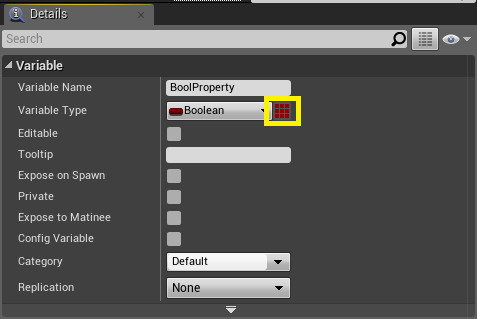 Details
Search
Variable
Variable Name BoolProperty
Variable Type Boolean
Editable
Tooltip
Expose on Spawn
Private
Expose to Matinee
Config Variable
Category Default
Replication None